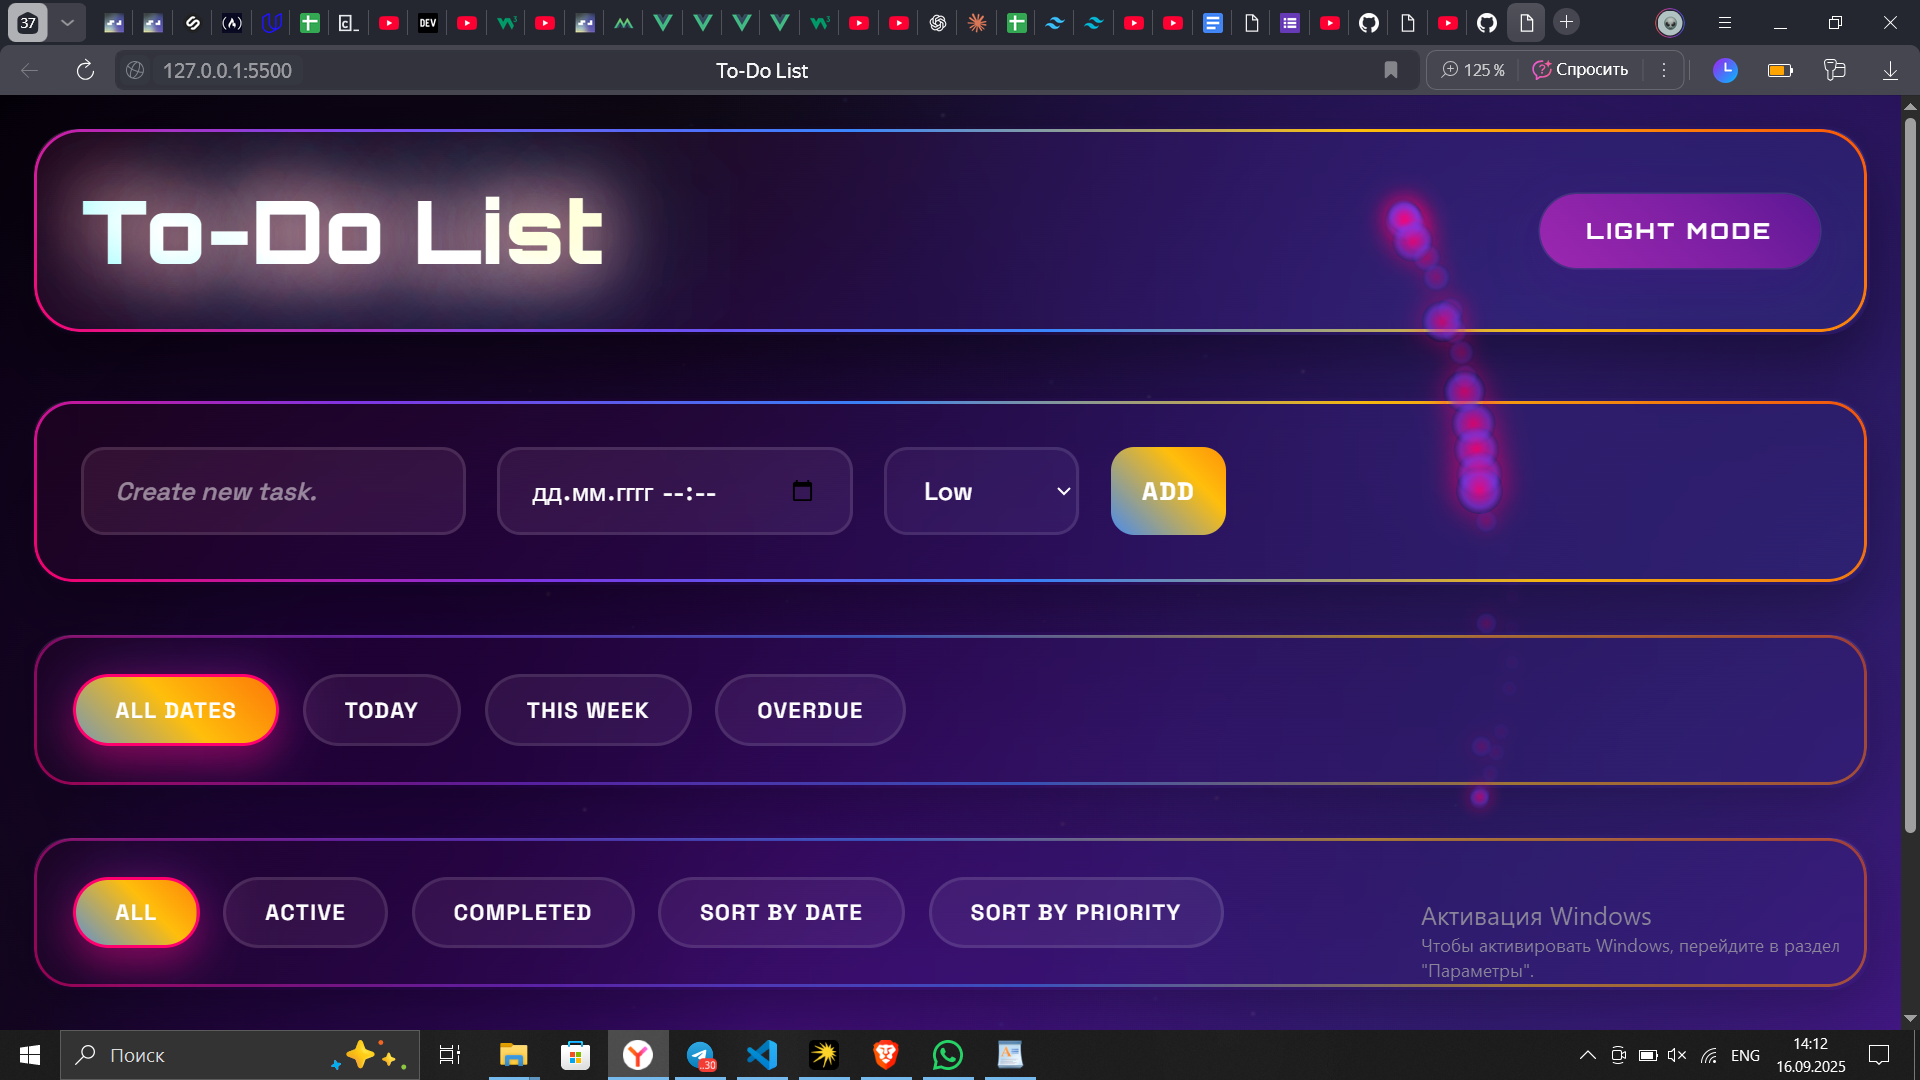 37
DEV
127.0.0.1:5500
To-Do List
125 %
Спросить
To-Do List
LIGHT MODE
Create new task.
дд.мм.гггг --:--
Low
ADD
ALL DATES
TODAY
THIS WEEK
OVERDUE
ALL
ACTIVE
COMPLETED
SORT BY DATE
SORT BY PRIORITY
Активация Windows
Чтобы активировать Windows, перейдите в раздел
"Параметры".
Поиск
..30
ENG
14:12
16.09.2025